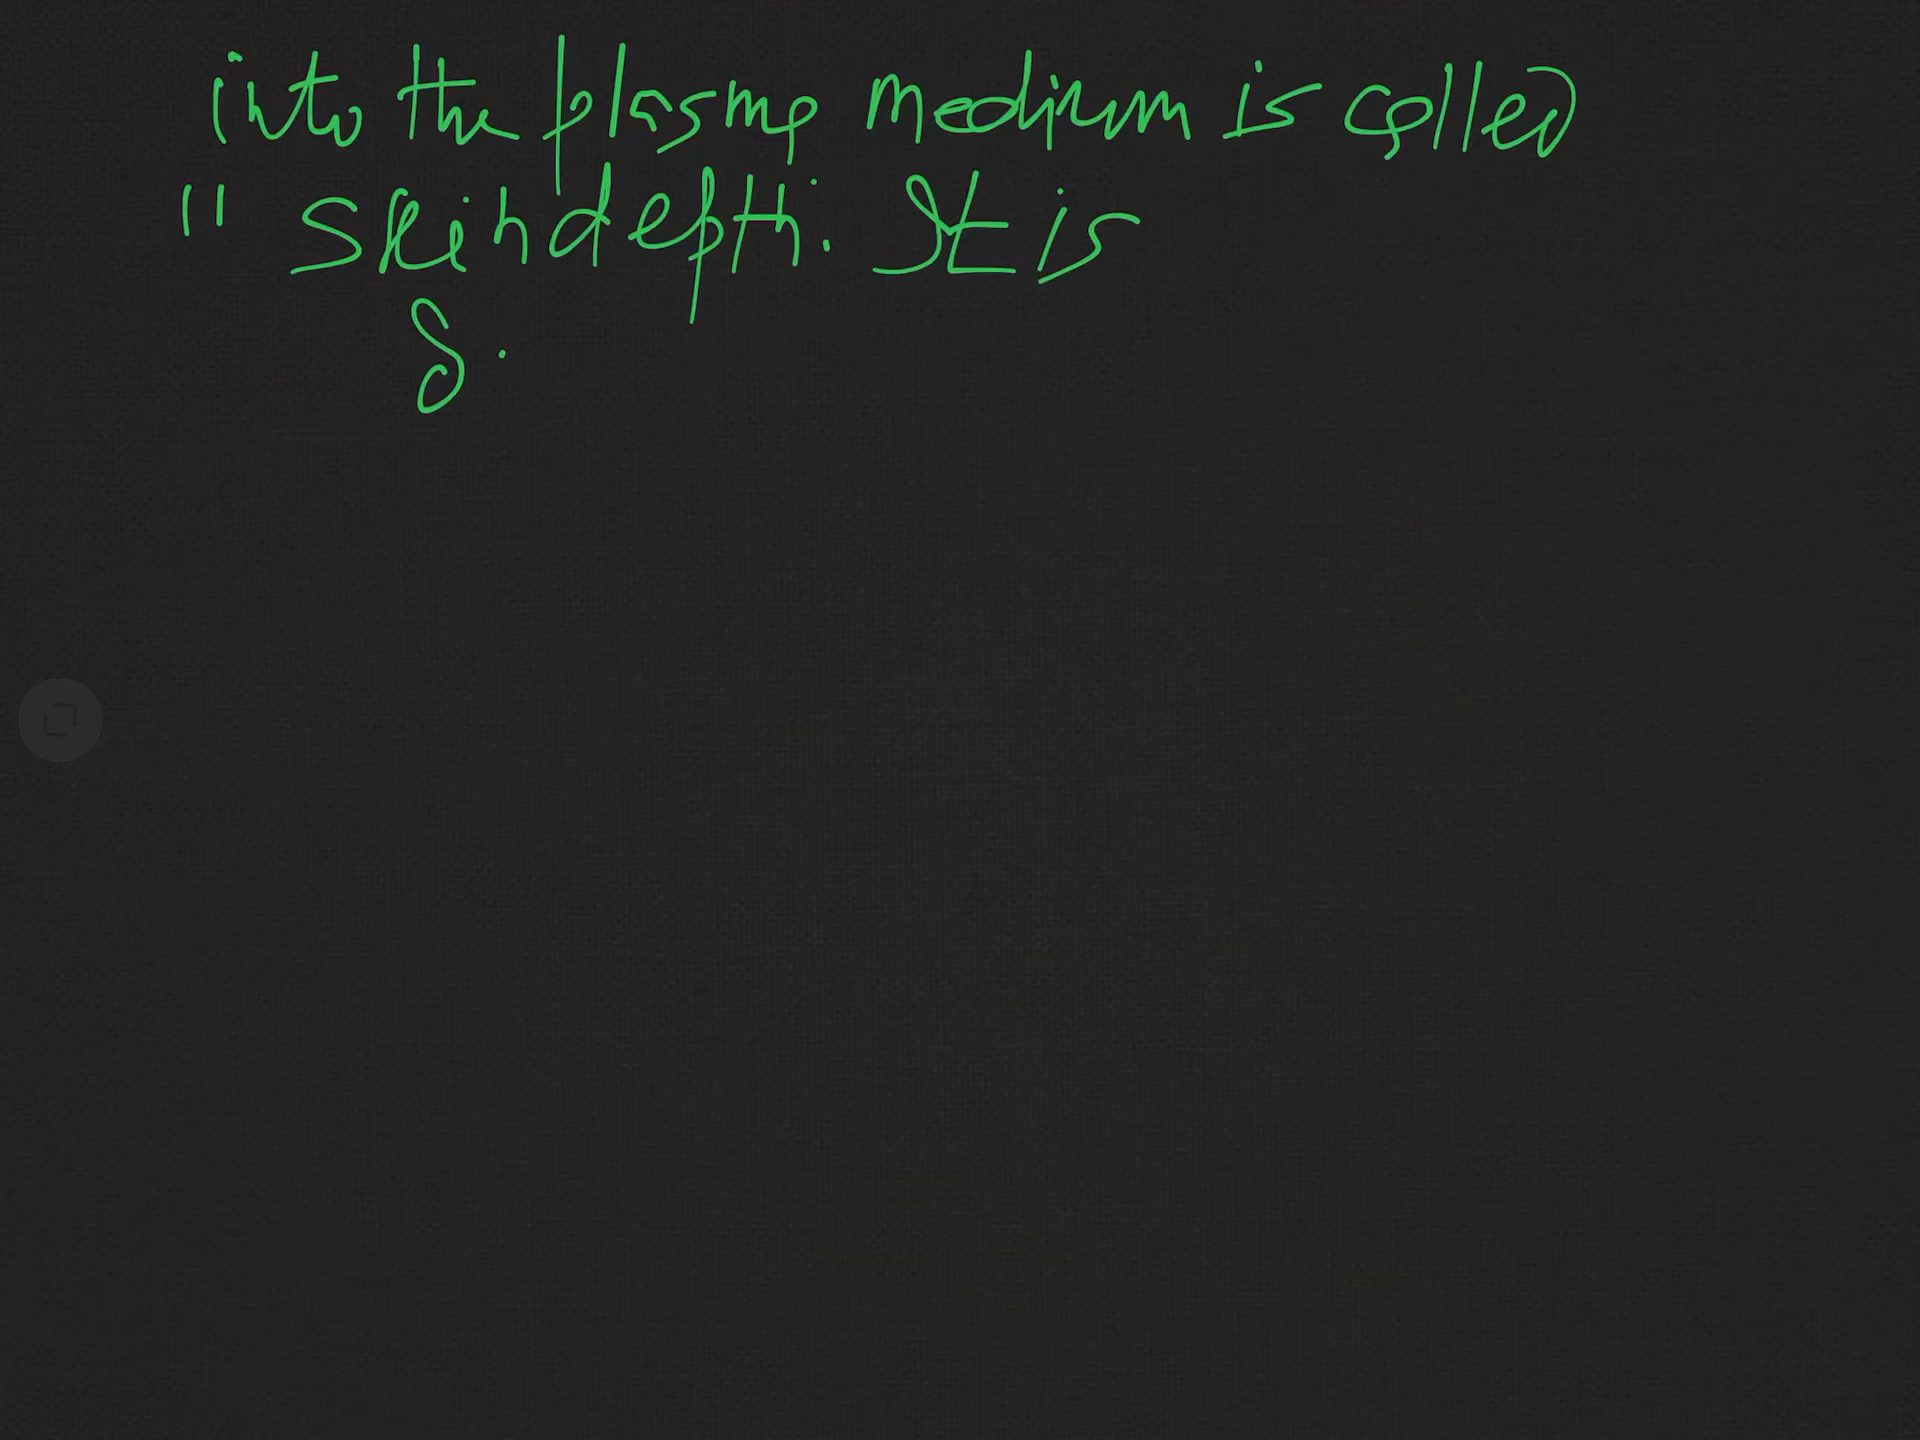 into the plasma medium is called
" skin depth. It is
δ.